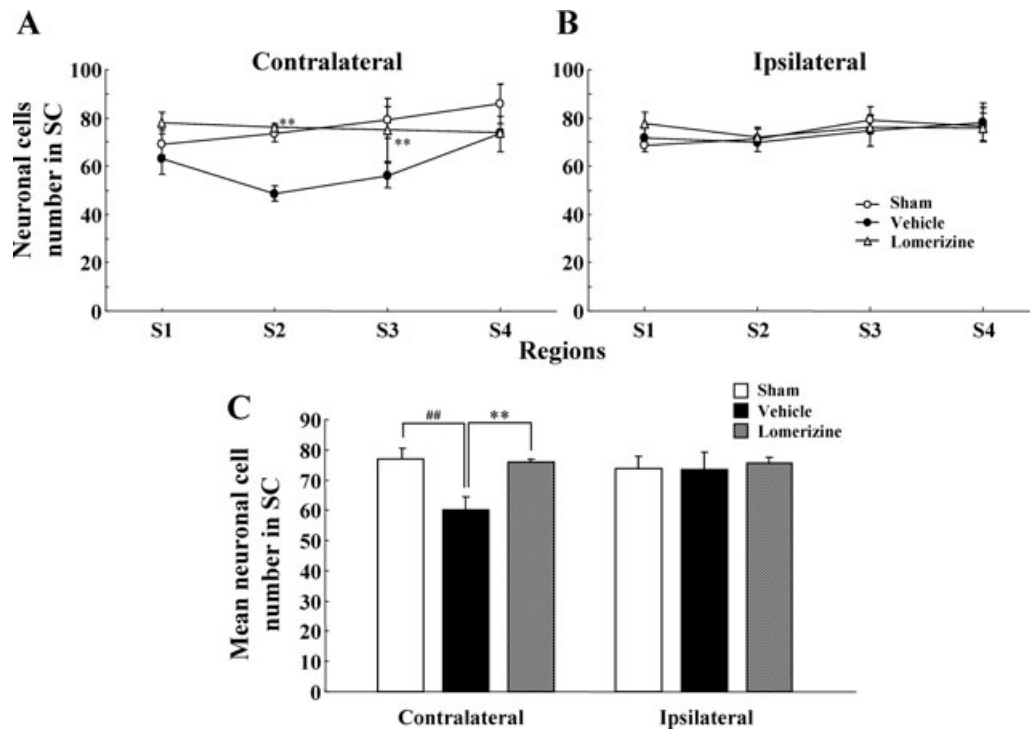 A
Contralateral
Neuronal cells
number in SC
100
80
60
40
20
0
**
**
S1
S2
S3
S4
B
Ipsilateral
100
80
60
40
20
0
Sham
Vehicle
Lomerizine
S1
S2
S3
S4
Regions
C
Sham
Vehicle
Lomerizine
Mean neuronal cell
number in SC
90
80
70
60
50
40
30
20
10
0
##
**
Contralateral
Ipsilateral